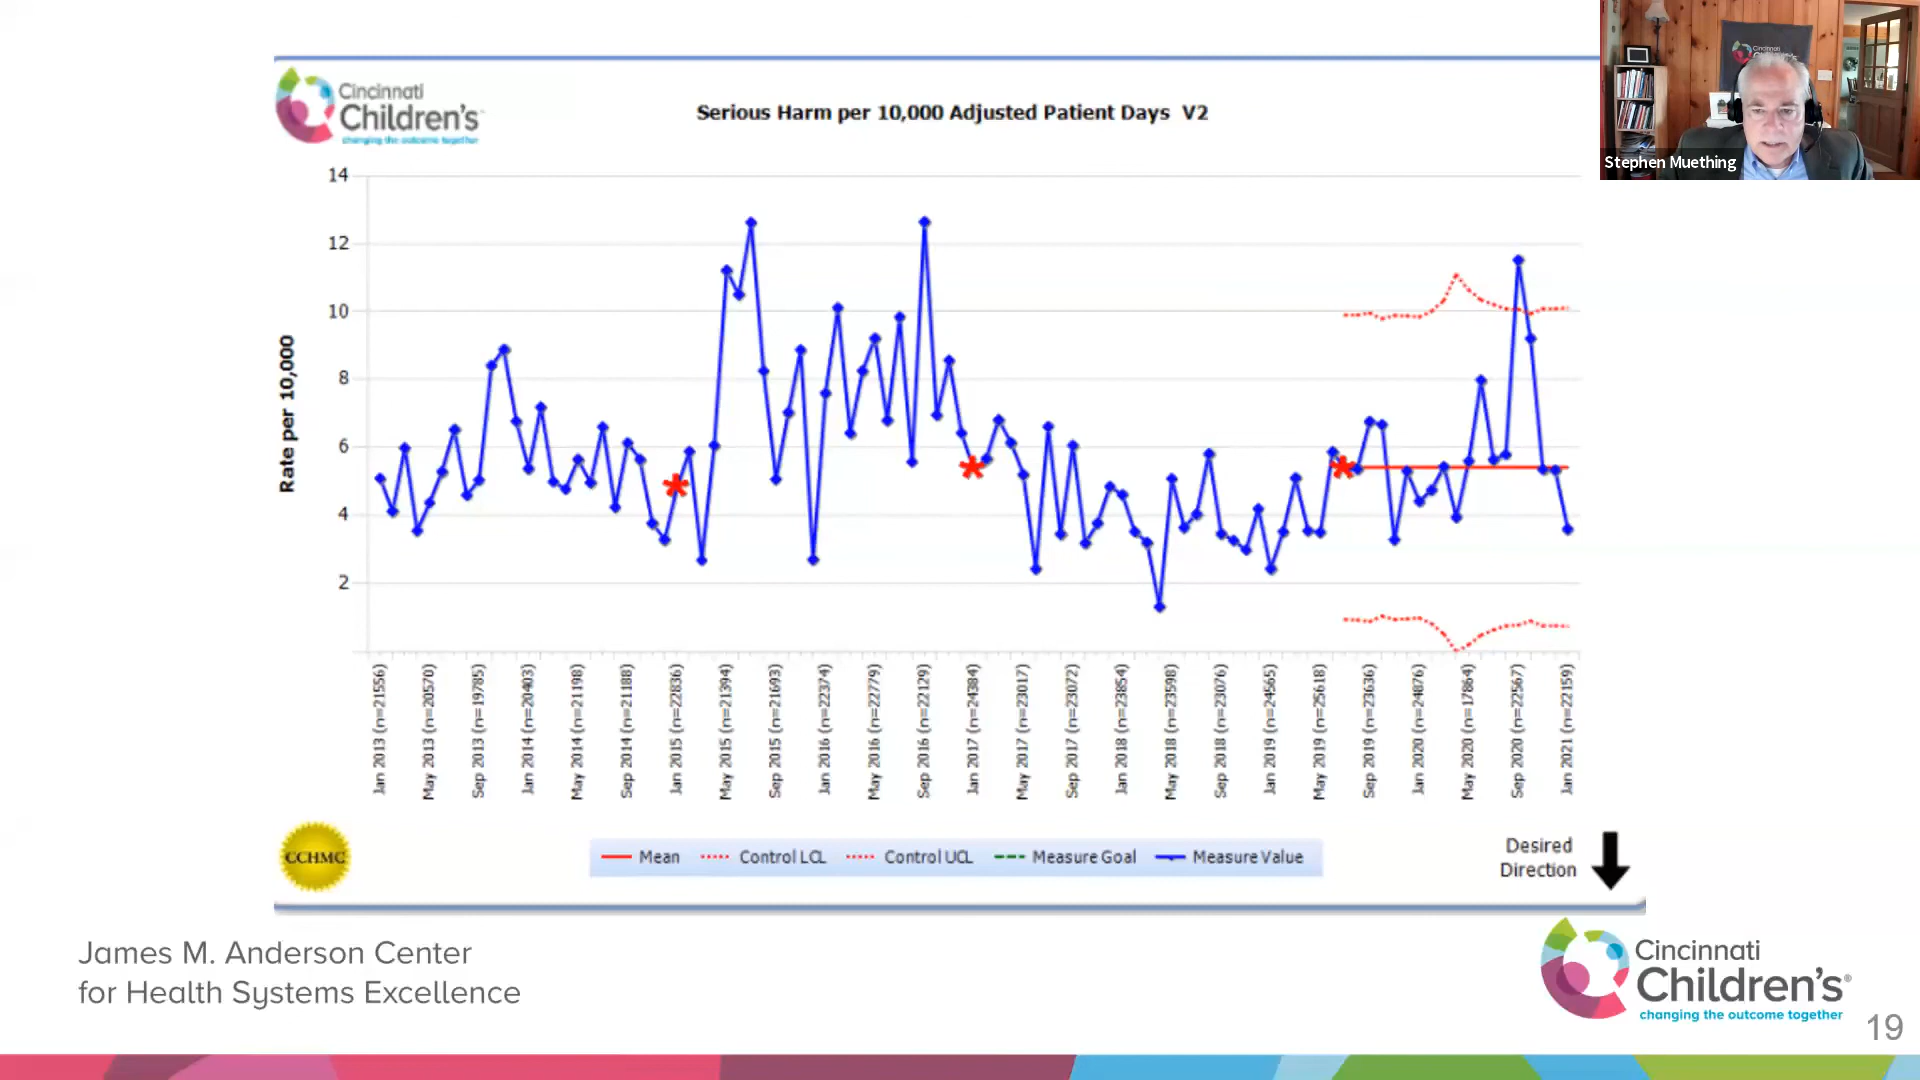 Cincinnati
Children's
changing the outcome together
Serious Harm per 10,000 Adjusted Patient Days V2
Cincinnati
Stephen Muething
Rate per 10,000
14
12
10
8
6
4
2
Jan 2013 (n=21556)
May 2013 (n=20570)
Sep 2013 (n=19785)
Jan 2014 (n=20403)
May 2014 (n=21198)
Sep 2014 (n=21188)
Jan 2015 (n=22836)
May 2015 (n=21394)
Sep 2015 (n=21693)
Jan 2016 (n=22374)
May 2016 (n=22779)
Sep 2016 (n=22129)
Jan 2017 (n=24384)
May 2017 (n=23017)
Sep 2017 (n=23072)
Jan 2018 (n=23854)
May 2018 (n=23598)
Sep 2018 (n=23076)
Jan 2019 (n=24565)
May 2019 (n=25618)
Sep 2019 (n=23636)
Jan 2020 (n=24876)
May 2020 (n=17864)
Sep 2020 (n=22567)
Jan 2021 (n=22159)
CCHMC
Mean
Control LCL
Control UCL
Measure Goal
Measure Value
Desired
Direction
James M. Anderson Center
for Health Systems Excellence
Cincinnati
Children's®
changing the outcome together
19